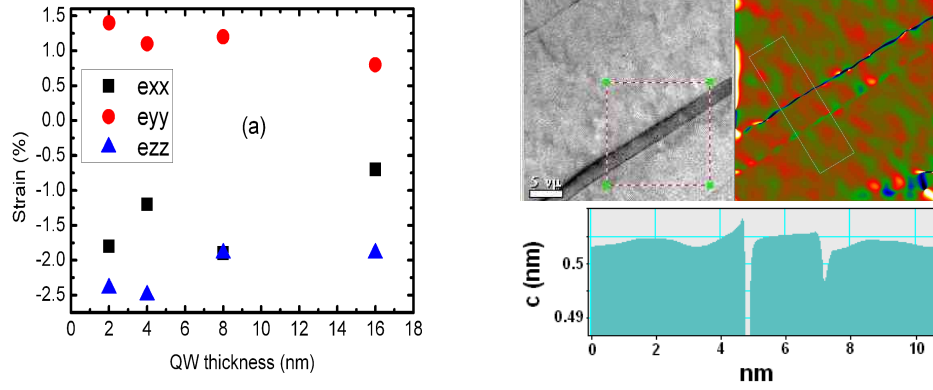 1.5
1.0
0.5
0.0
-0.5
-1.0
-1.5
-2.0
-2.5
Strain (%)
exx
eyy
ezz
(a)
0 2 4 6 8 10 12 14 16 18
QW thickness (nm)
5 νμ
c (nm)
0.5
0.49
0 2 4 6 8 10
nm